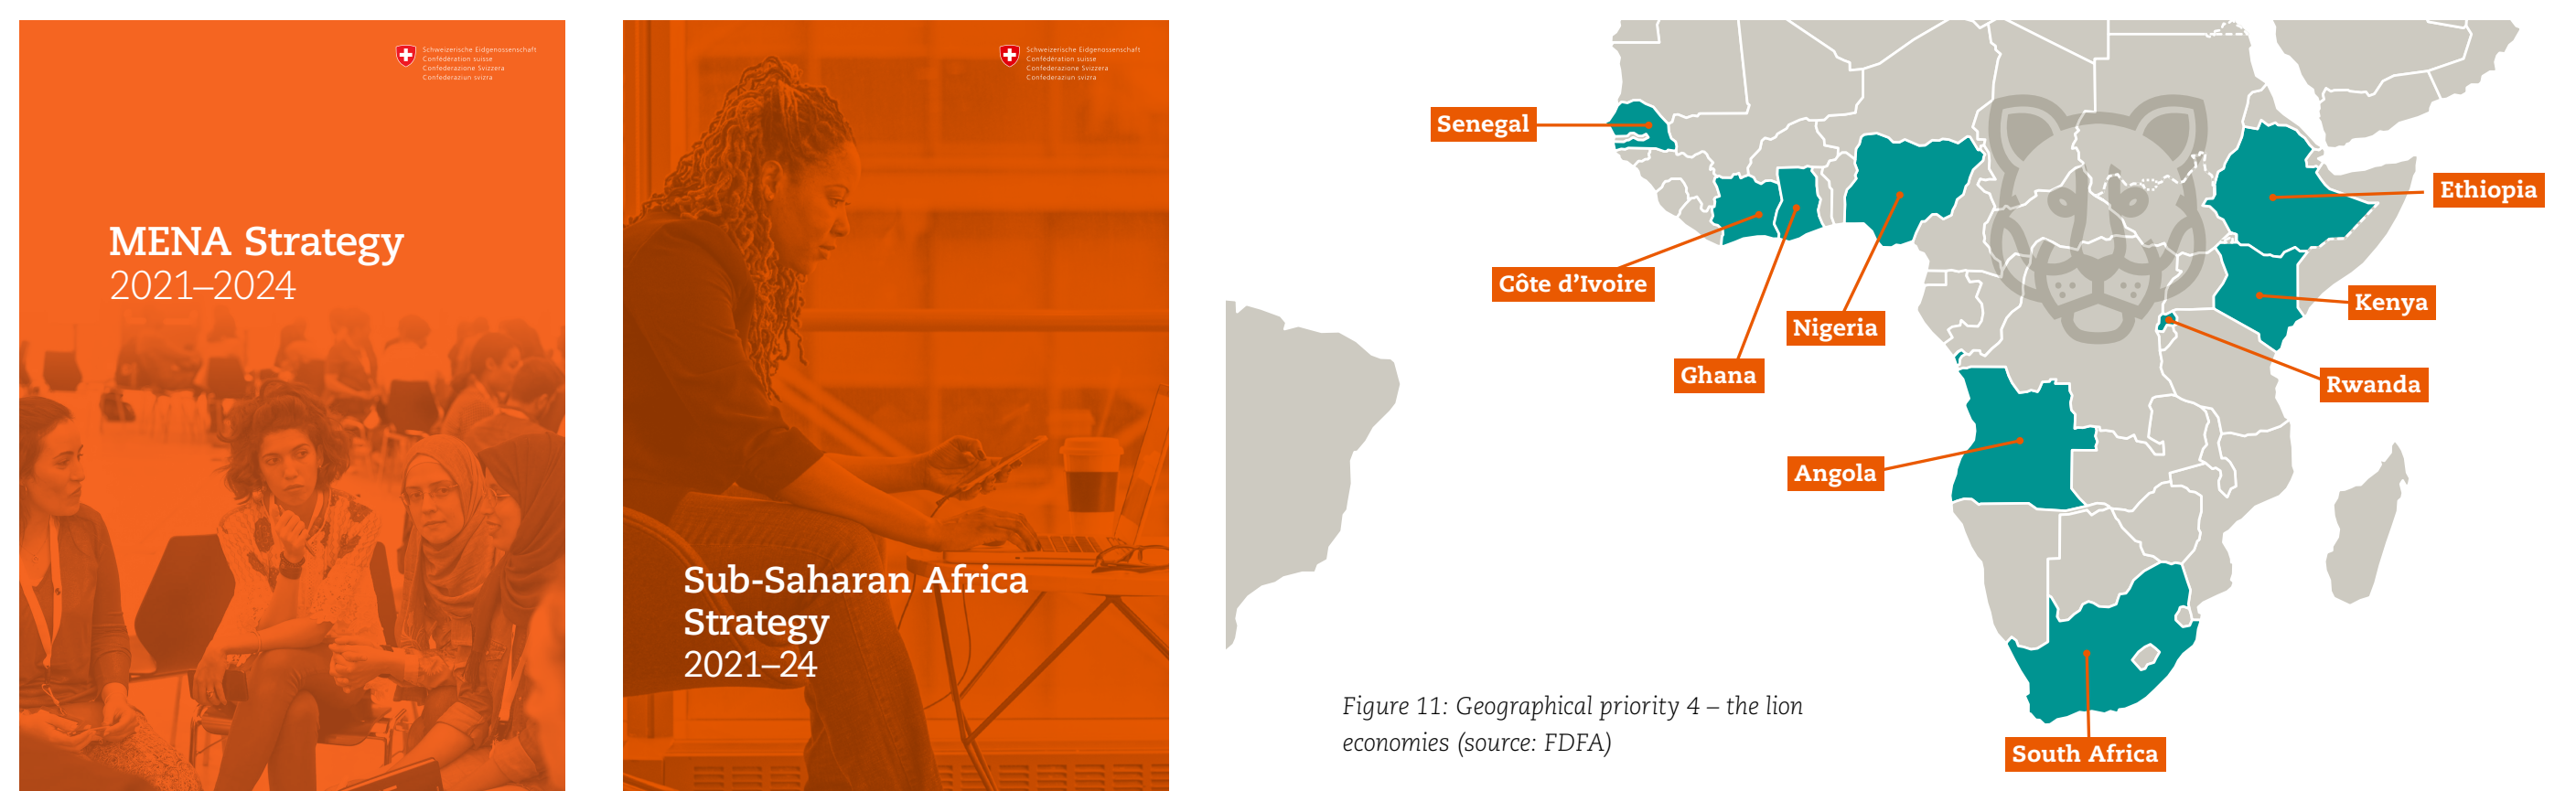 Schweizerische Eidgenossenschaft
Confédération suisse
Confederazione Svizzera
Confederaziun svizra
MENA Strategy
2021–2024
Schweizerische Eidgenossenschaft
Confédération suisse
Confederazione Svizzera
Confederaziun svizra
Sub-Saharan Africa
Strategy
2021–24
Senegal
Ethiopia
Côte d’Ivoire
Kenya
Nigeria
Ghana
Rwanda
Angola
South Africa
Figure 11: Geographical priority 4 – the lion
economies (source: FDFA)